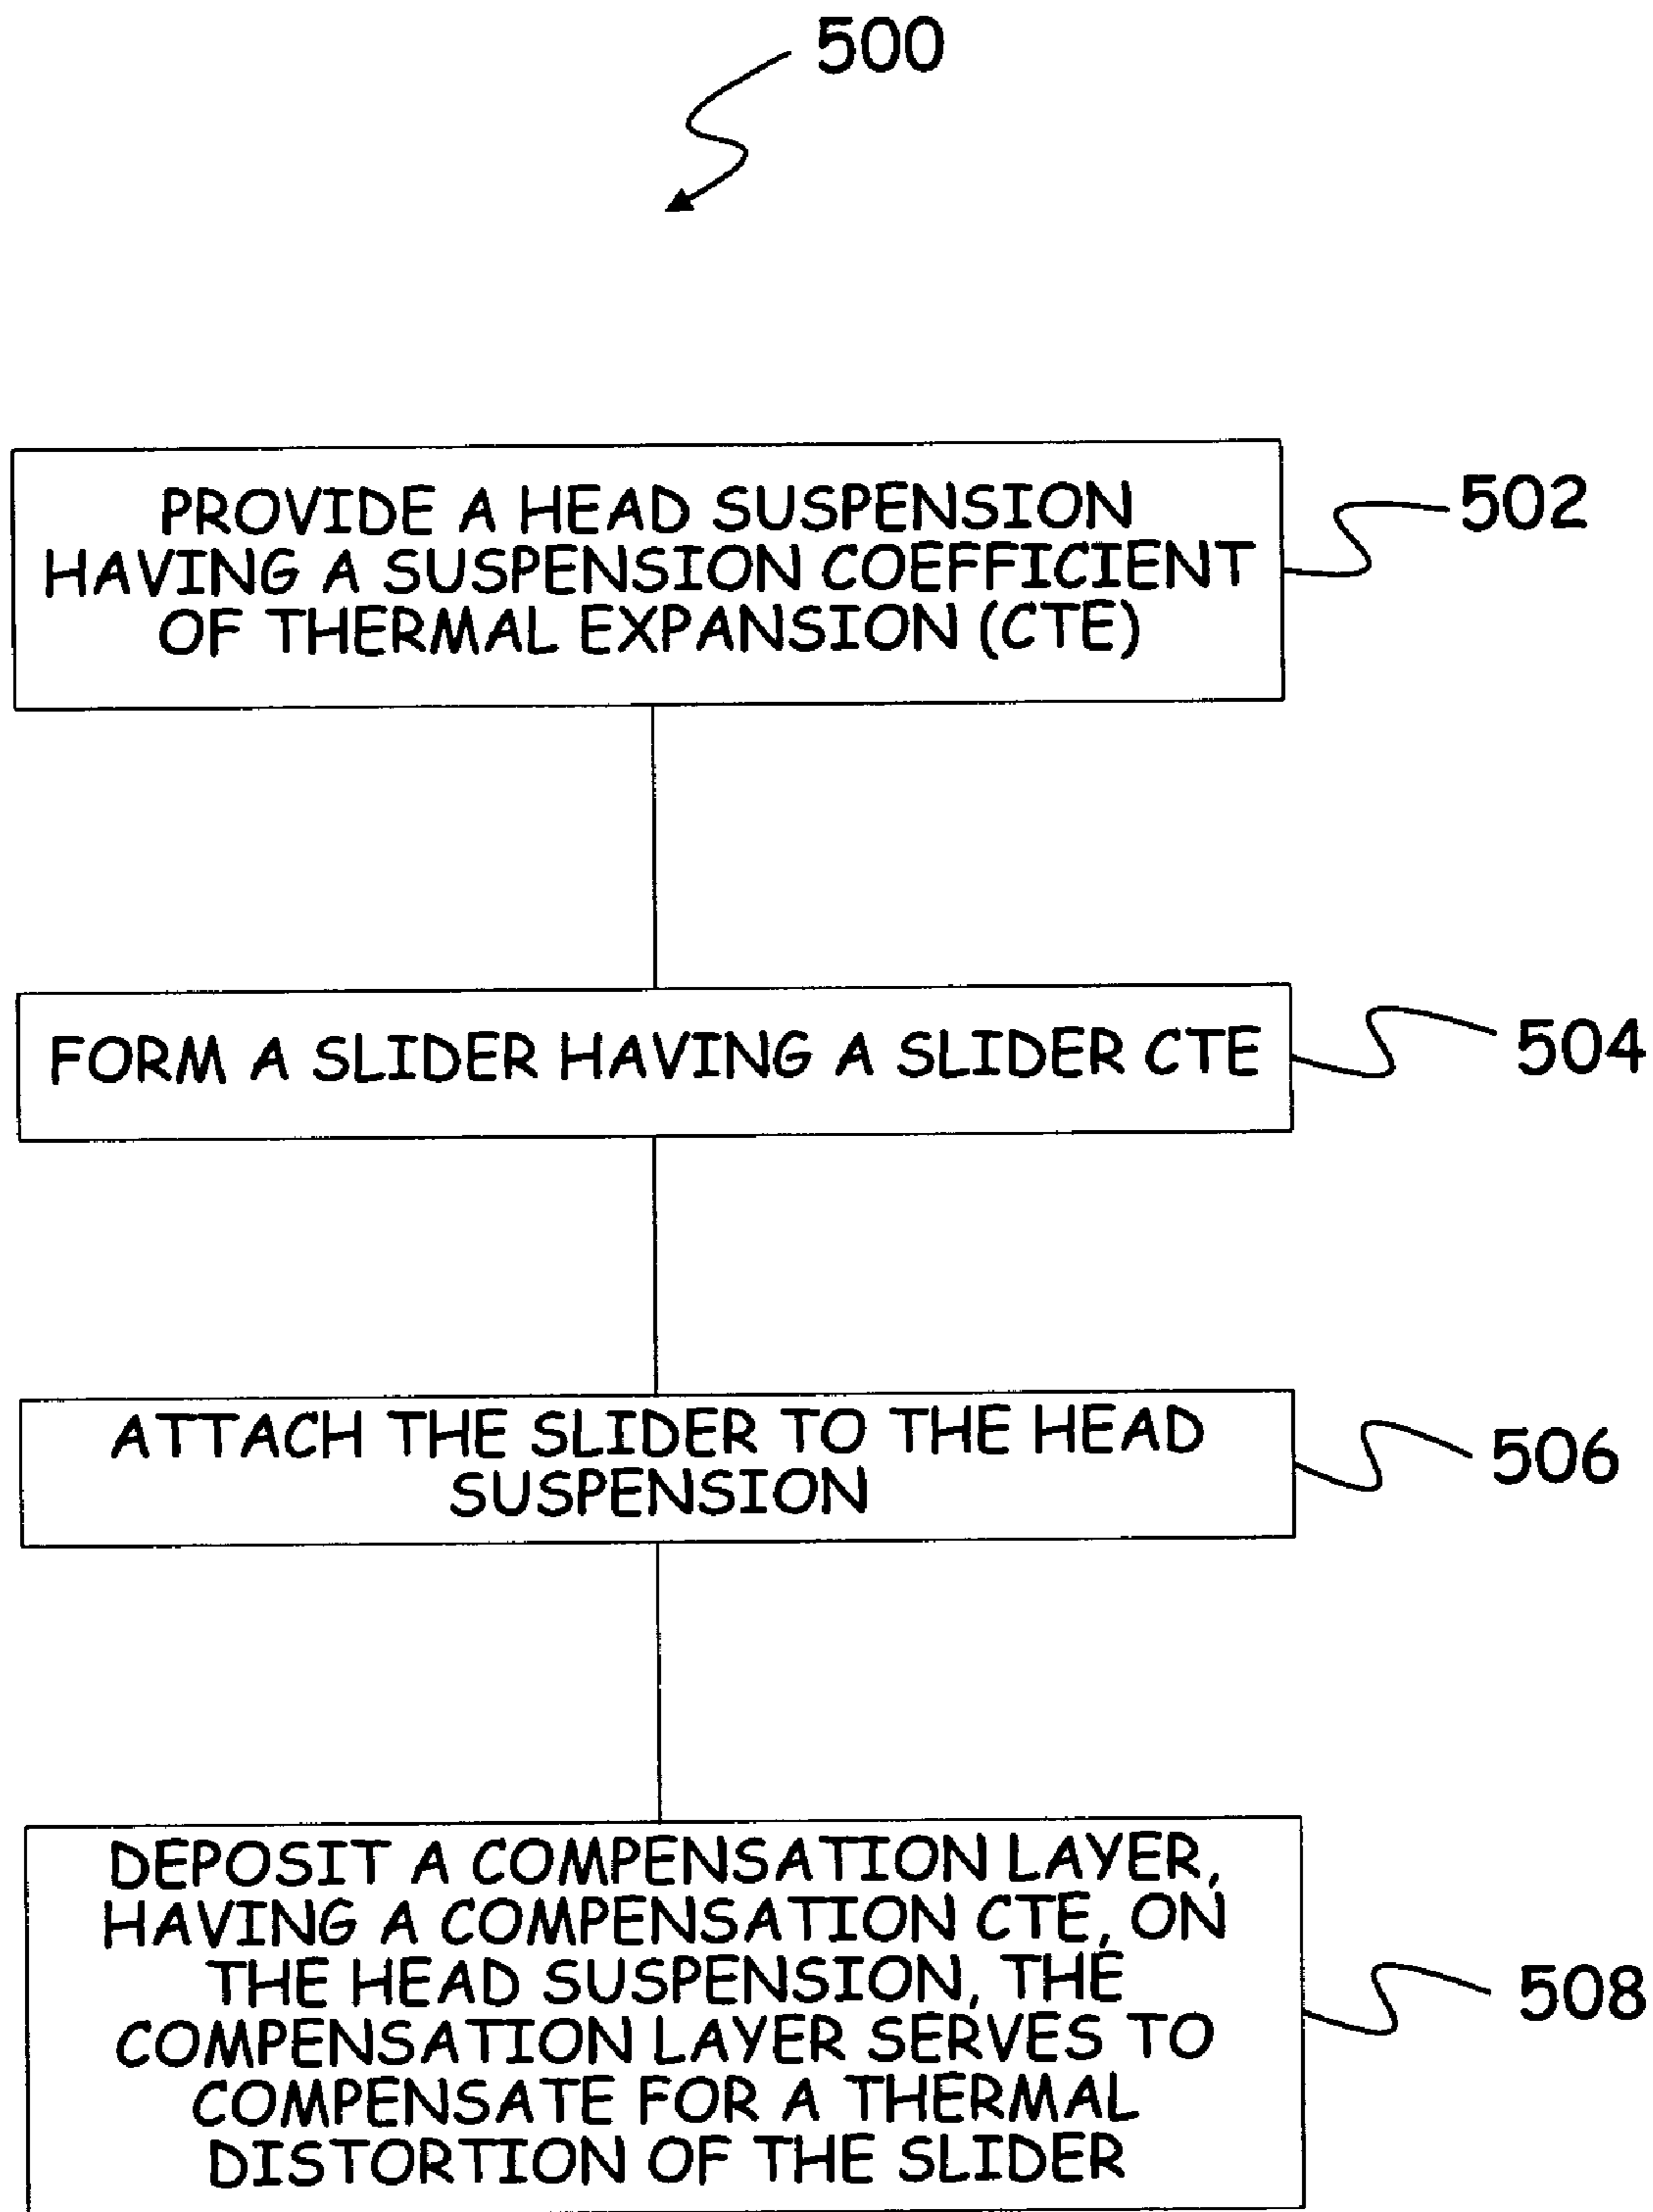 500
PROVIDE A HEAD SUSPENSION
HAVING A SUSPENSION COEFFICIENT
OF THERMAL EXPANSION (CTE)
502
FORM A SLIDER HAVING A SLIDER CTE
504
ATTACH THE SLIDER TO THE HEAD
SUSPENSION
506
DEPOSIT A COMPENSATION LAYER,
HAVING A COMPENSATION CTE, ON
THE HEAD SUSPENSION, THE
COMPENSATION LAYER SERVES TO
COMPENSATE FOR A THERMAL
DISTORTION OF THE SLIDER
508